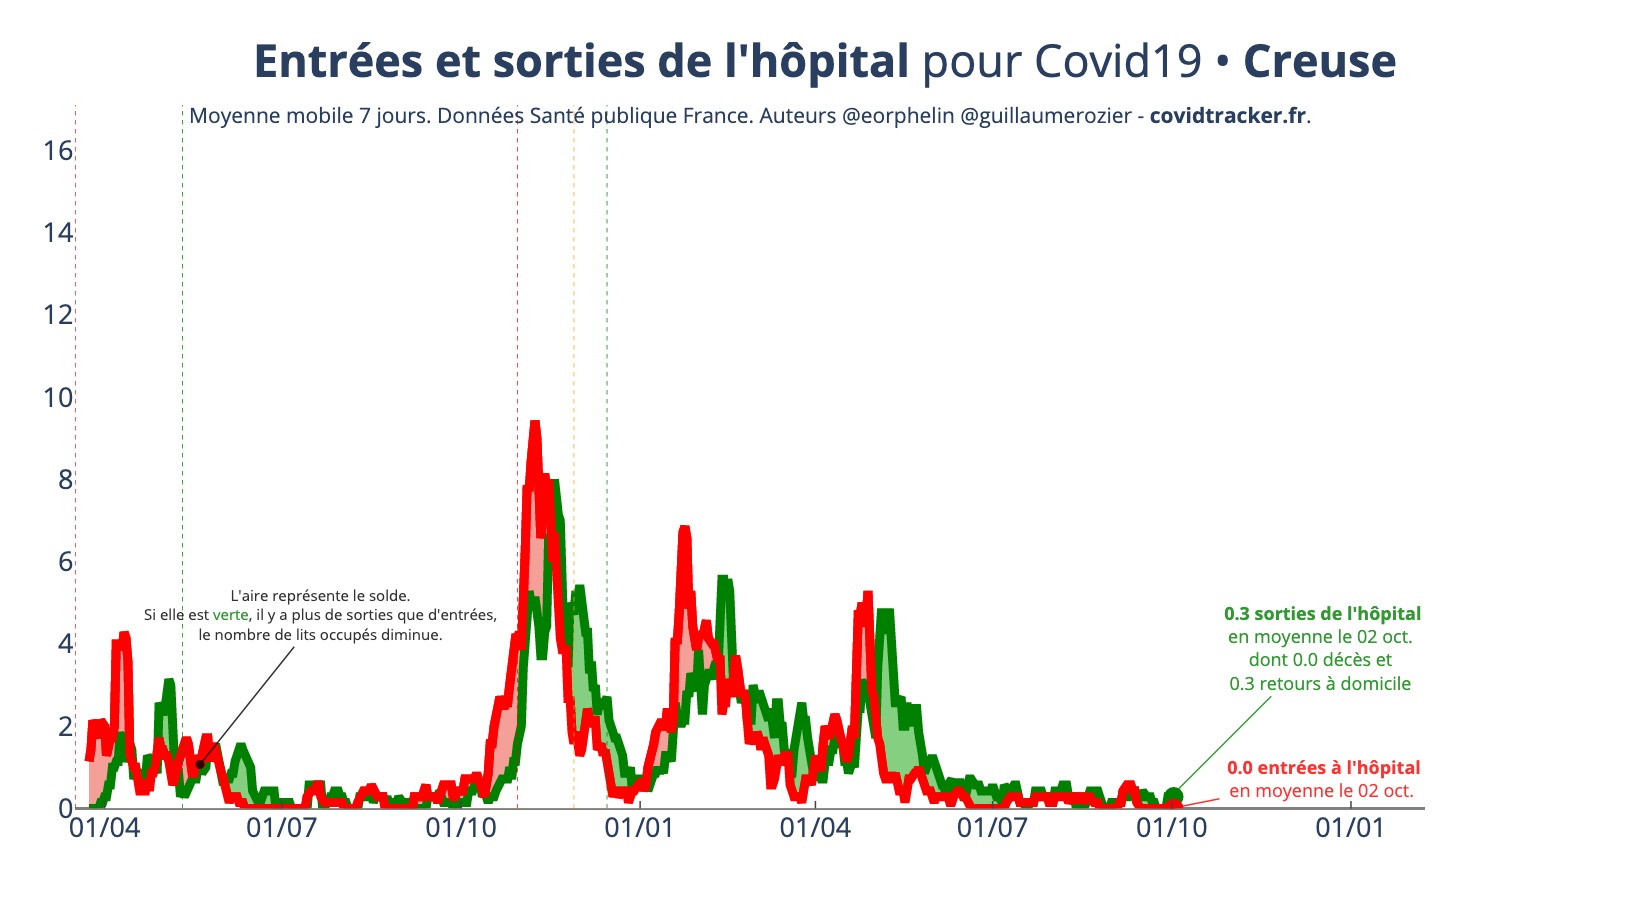 Entrées et sorties de l'hôpital pour Covid19 • Creuse
Moyenne mobile 7 jours. Données Santé publique France. Auteurs @eorphelin @guillaumerozier - covidtracker.fr.
16
14
12
10
8
6
4
2
0
L'aire représente le solde.
Si elle est verte, il y a plus de sorties que d'entrées,
le nombre de lits occupés diminue.
0.3 sorties de l'hôpital
en moyenne le 02 oct.
dont 0.0 décès et
0.3 retours à domicile
0.0 entrées à l'hôpital
en moyenne le 02 oct.
01/04 01/07 01/10 01/01 01/04 01/07 01/10 01/01